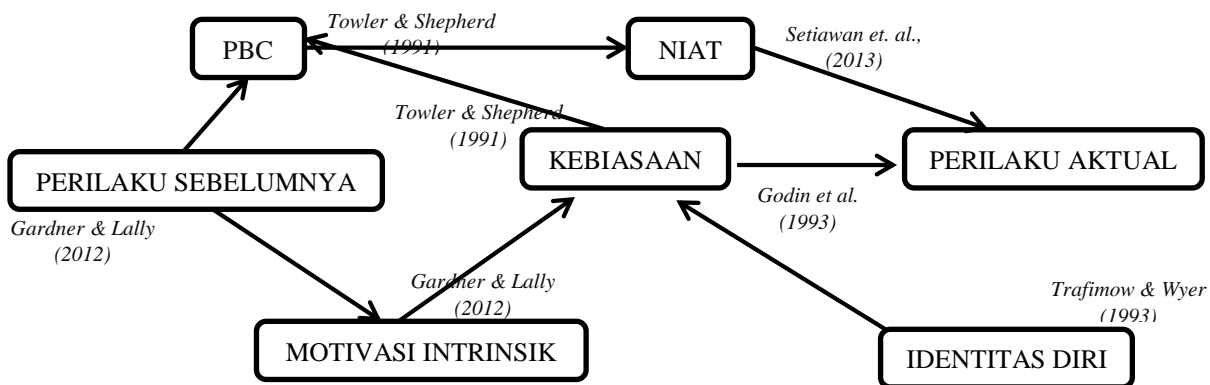 Towler & Shepherd
(1991)
PBC
NIAT
Setiawan et. al.,
(2013)
Towler & Shepherd
(1991)
KEBIASAAN
PERILAKU AKTUAL
PERILAKU SEBELUMNYA
Godin et al.
(1993)
Gardner & Lally
(2012)
Gardner & Lally
(2012)
Trafimow & Wyer
(1993)
MOTIVASI INTRINSIK
IDENTITAS DIRI